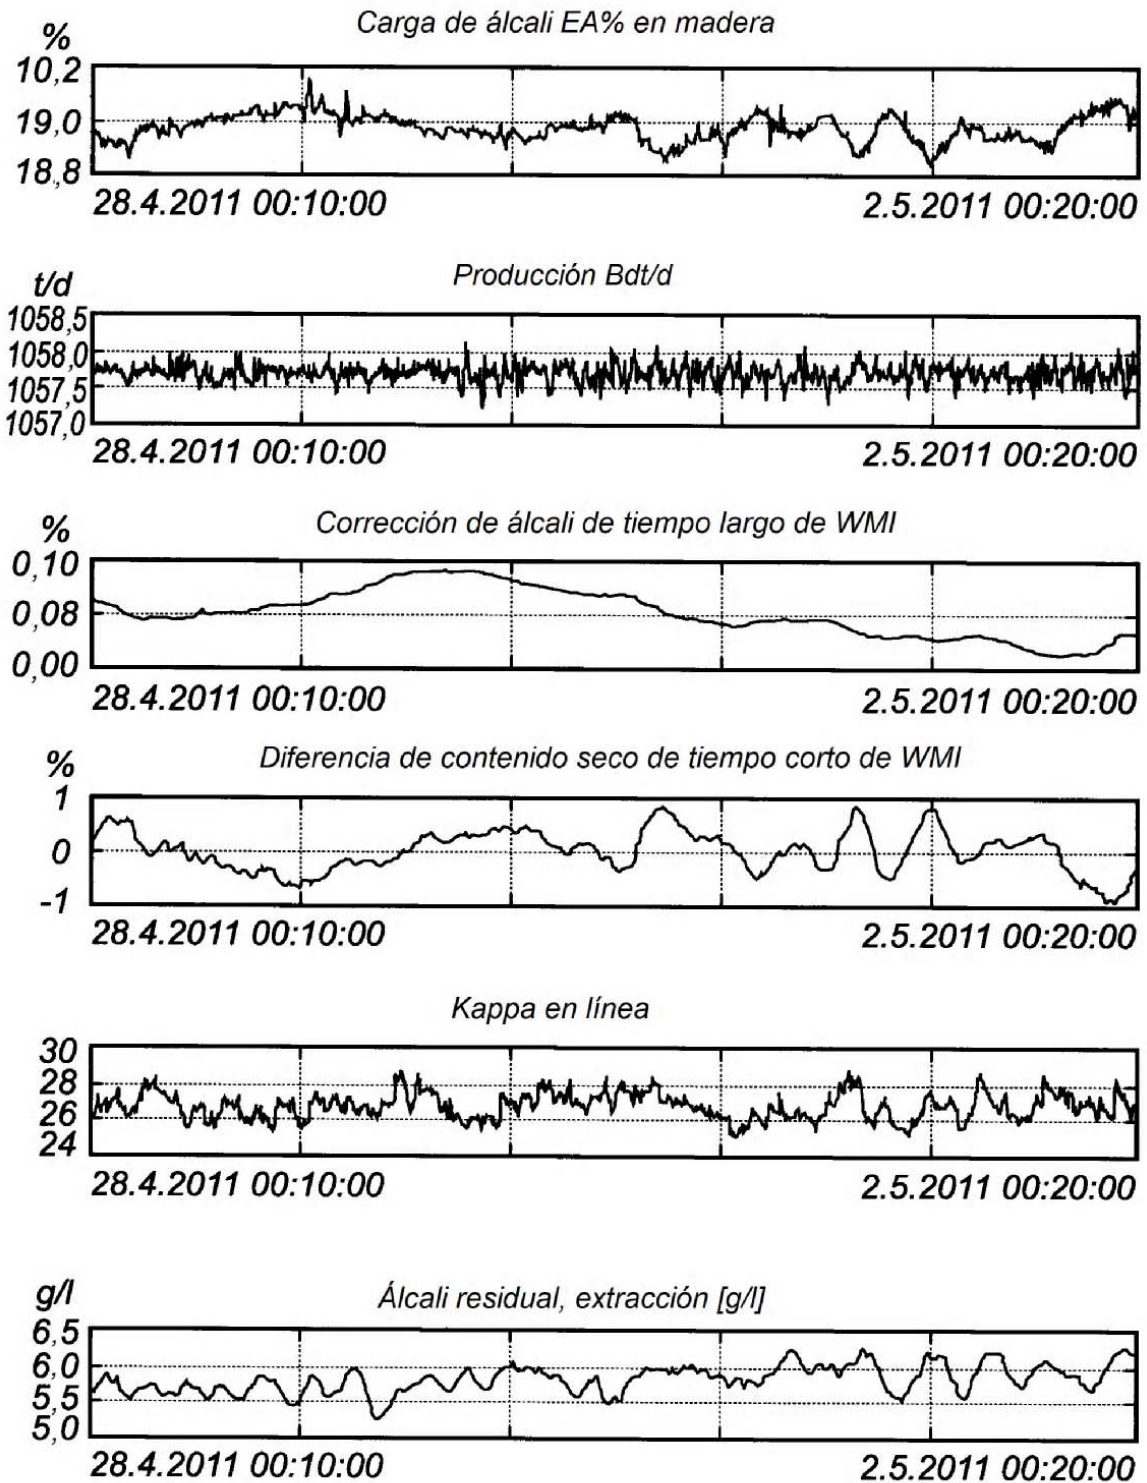 Carga de álcali EA% en madera
%
10,2
19,0
18,8
28.4.2011 00:10:00 2.5.2011 00:20:00
Producción Bdt/d
t/d
1058,5
1058,0
1057,5
1057,0
28.4.2011 00:10:00 2.5.2011 00:20:00
Corrección de álcali de tiempo largo de WMI
%
0,10
0,08
0,00
28.4.2011 00:10:00 2.5.2011 00:20:00
Diferencia de contenido seco de tiempo corto de WMI
%
1
0
-1
28.4.2011 00:10:00 2.5.2011 00:20:00
Kappa en línea
30
28
26
24
28.4.2011 00:10:00 2.5.2011 00:20:00
Álcali residual, extracción [g/l]
g/l
6,5
6,0
5,5
5,0
28.4.2011 00:10:00 2.5.2011 00:20:00